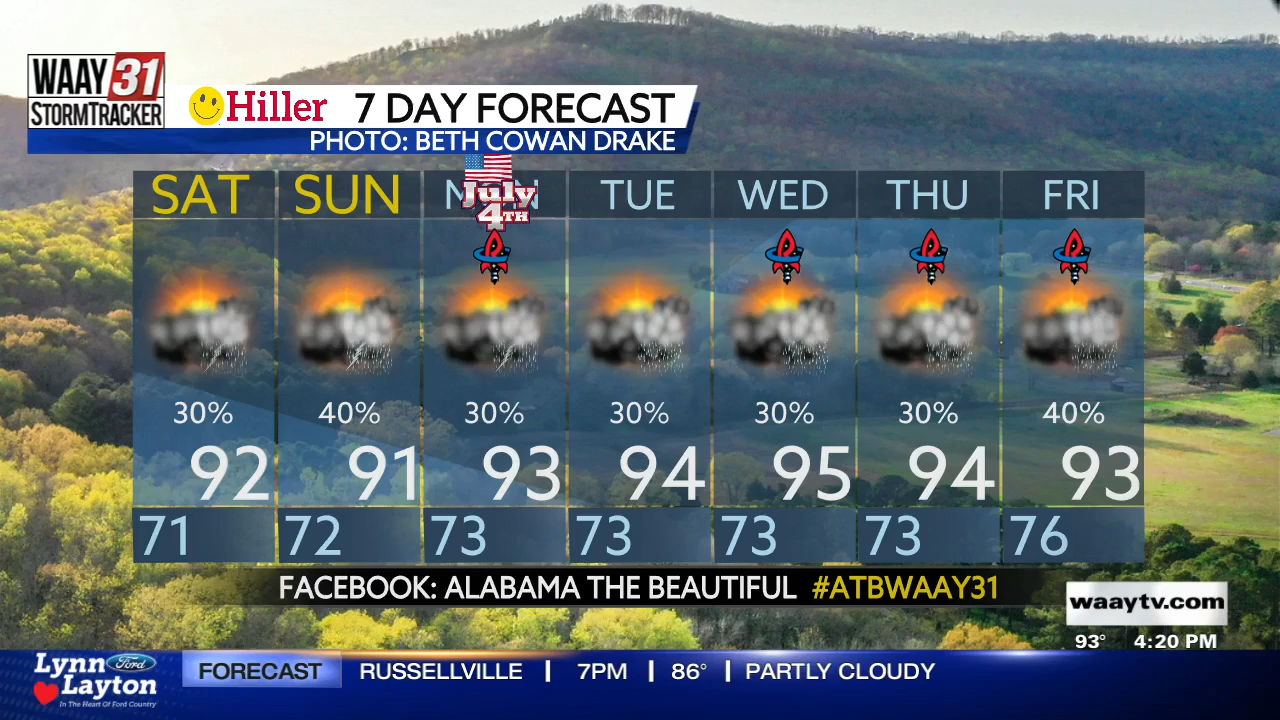 WAAY 31
STORMTRACKER
Hiller 7 DAY FORECAST
PHOTO: BETH COWAN DRAKE
SAT SUN MON TUE WED THU FRI
July
4TH
30% 40% 30% 30% 30% 30% 40%
92 91 93 94 95 94 93
71 72 73 73 73 73 76
FACEBOOK: ALABAMA THE BEAUTIFUL #ATBWAAY31
waaytv.com
93° 4:20 PM
Lynn Ford
Layton
In The Heart Of Ford Country
FORECAST RUSSELLVILLE | 7PM | 86° | PARTLY CLOUDY